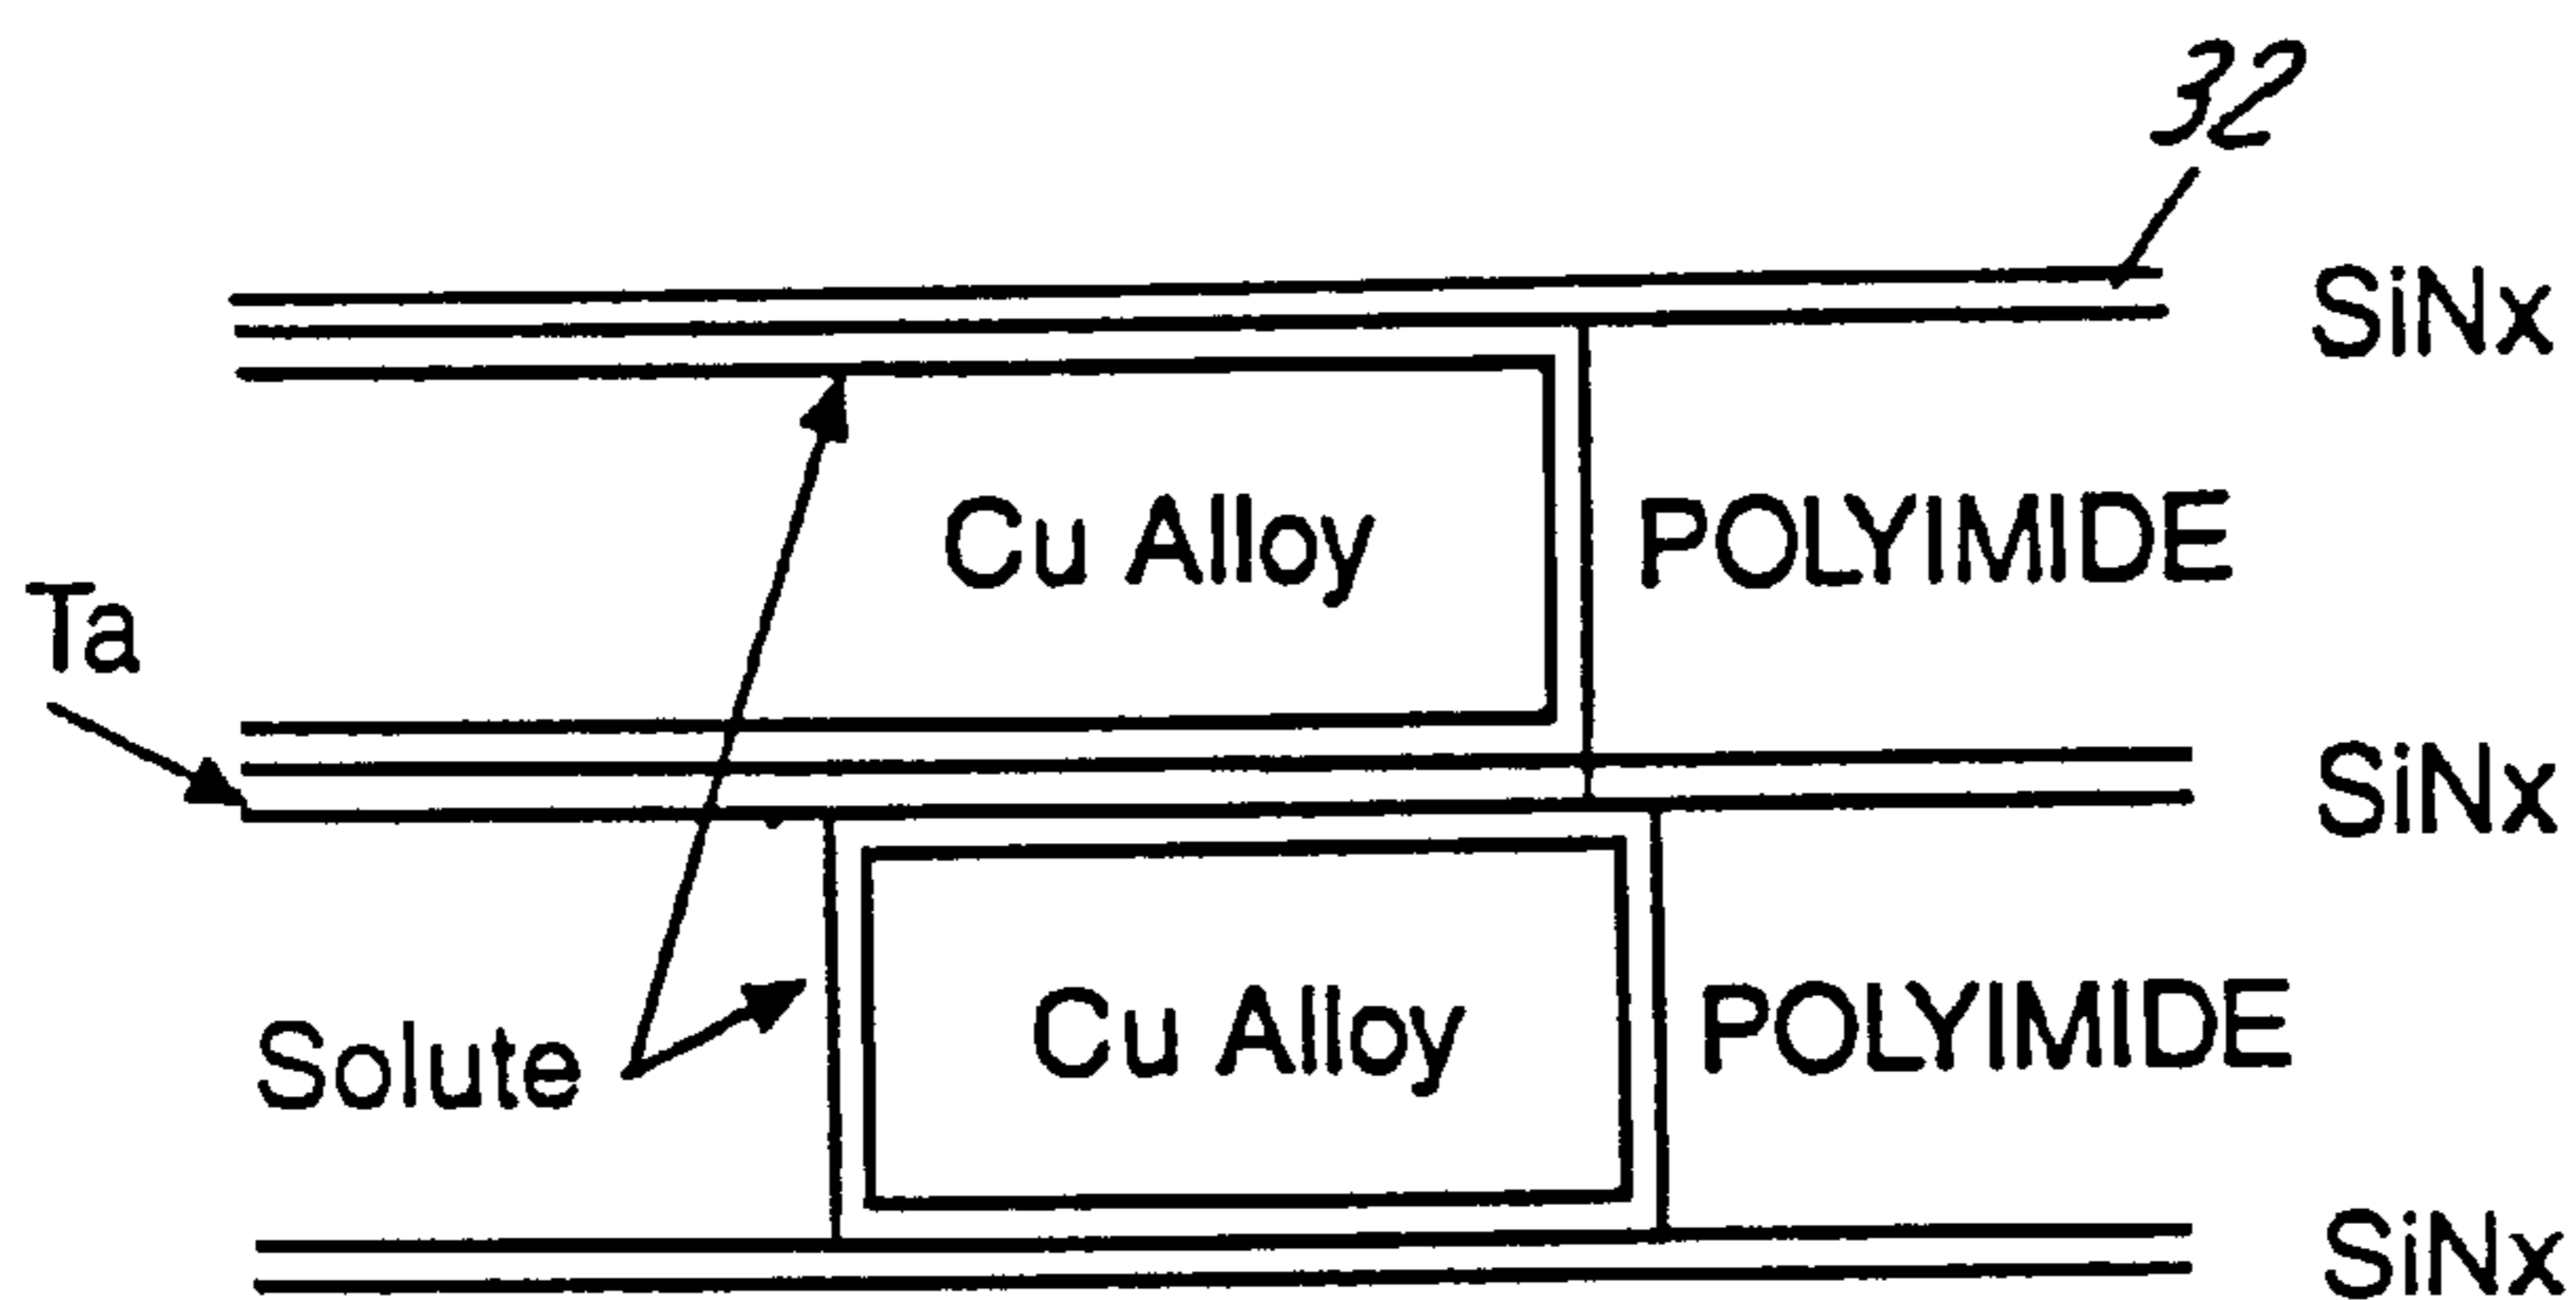 32
SiNx
Cu Alloy POLYIMIDE
Ta
SiNx
Solute Cu Alloy POLYIMIDE
SiNx